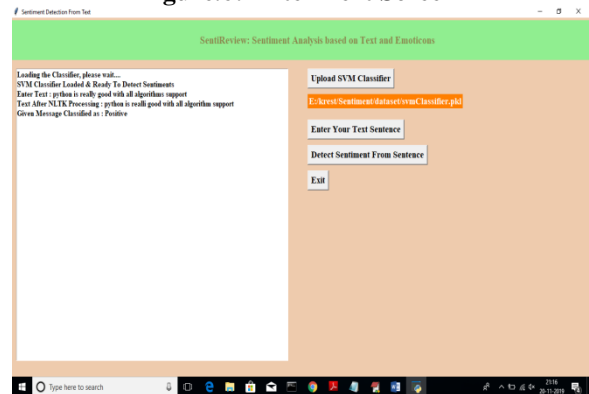 Sentiment Detection From Text
SentiReview: Sentiment Analysis based on Text and Emoticons
Loading the Classifier, please wait....
SVM Classifier Loaded & Ready To Detect Sentiments
Enter Text : python is really good with all algorithms support
Text After NLTK Processing : python is realli good with all algorithm support
Given Message Classified as : Positive
Upload SVM Classifier
E:/krest/Sentiment/dataset/svmClassifier.pkl
Enter Your Text Sentence
Detect Sentiment From Sentence
Exit
Type here to search
21:16
20-11-2019